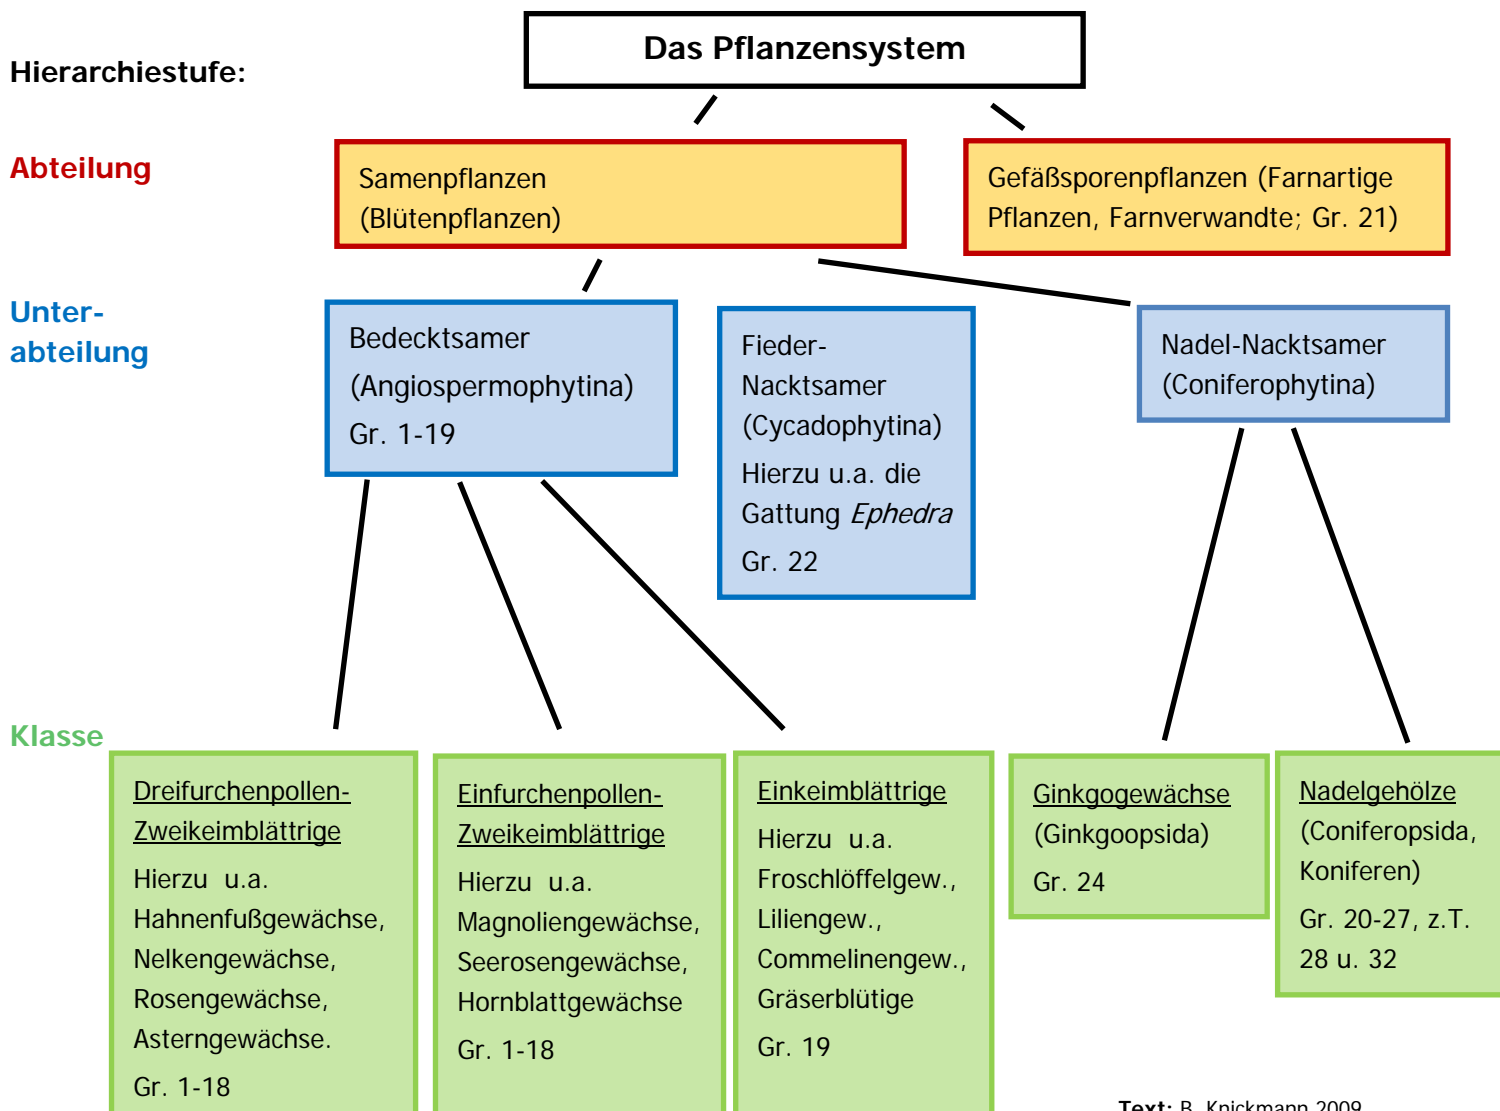 Das Pflanzensystem
Hierarchiestufe:
Abteilung
Samenpflanzen
(Blütenpflanzen)
Gefäßsporenpflanzen (Farnartige
Pflanzen, Farnverwandte; Gr. 21)
Unter-
abteilung
Bedecktsamer
(Angiospermophytina)
Gr. 1-19
Fieder-
Nacktsamer
(Cycadophytina)
Hierzu u.a. die
Gattung Ephedra
Gr. 22
Nadel-Nacktsamer
(Coniferophytina)
Klasse
Dreifurchenpollen-
Zweikeimblättrige
Hierzu u.a.
Hahnenfußgewächse,
Nelkengewächse,
Rosengewächse,
Asterngewächse.
Gr. 1-18
Einfurchenpollen-
Zweikeimblättrige
Hierzu u.a.
Magnoliengewächse,
Seerosengewächse,
Hornblattgewächse
Gr. 1-18
Einkeimblättrige
Hierzu u.a.
Froschlöffelgew.,
Liliengew.,
Commelinengew.,
Gräserblütige
Gr. 19
Ginkgogewächse
(Ginkgoopsida)
Gr. 24
Nadelgehölze
(Coniferopsida,
Koniferen)
Gr. 20-27, z.T.
28 u. 32
Text: B. Knickmann 2009